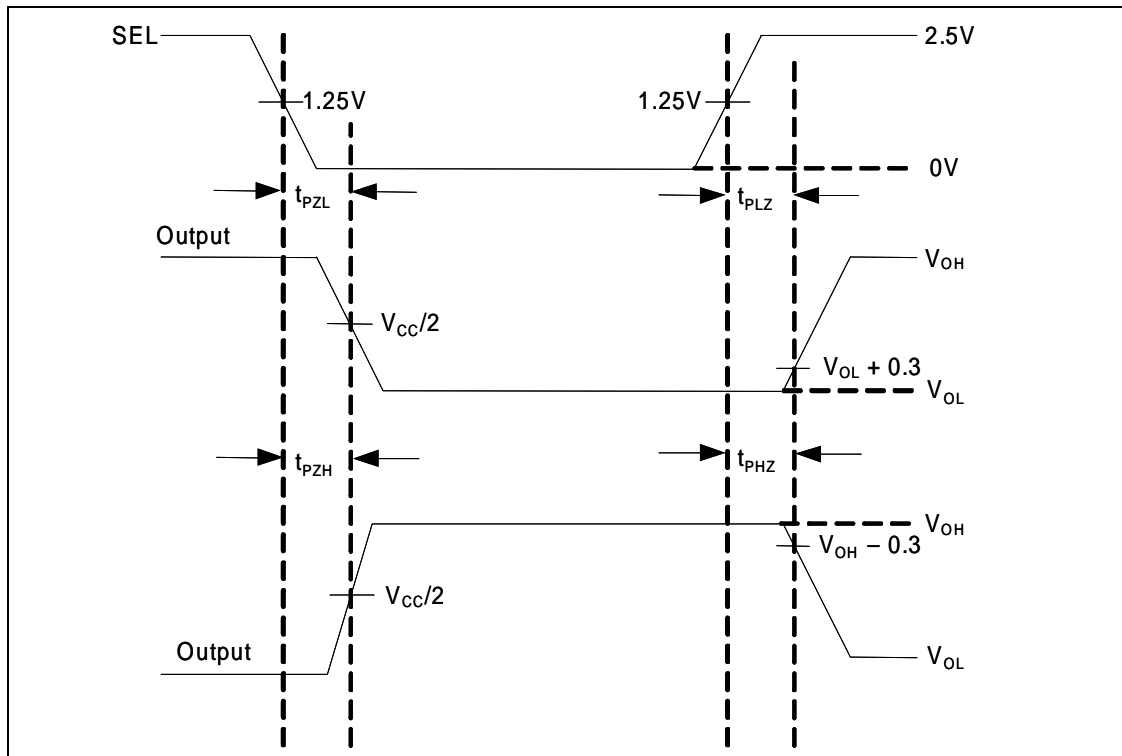 SEL
2.5V
1.25V
1.25V
0V
tPZL
tPLZ
Output
VOH
VCC/2
VOL + 0.3
VOL
tPZH
tPHZ
VOH
VOH – 0.3
VCC/2
Output
VOL